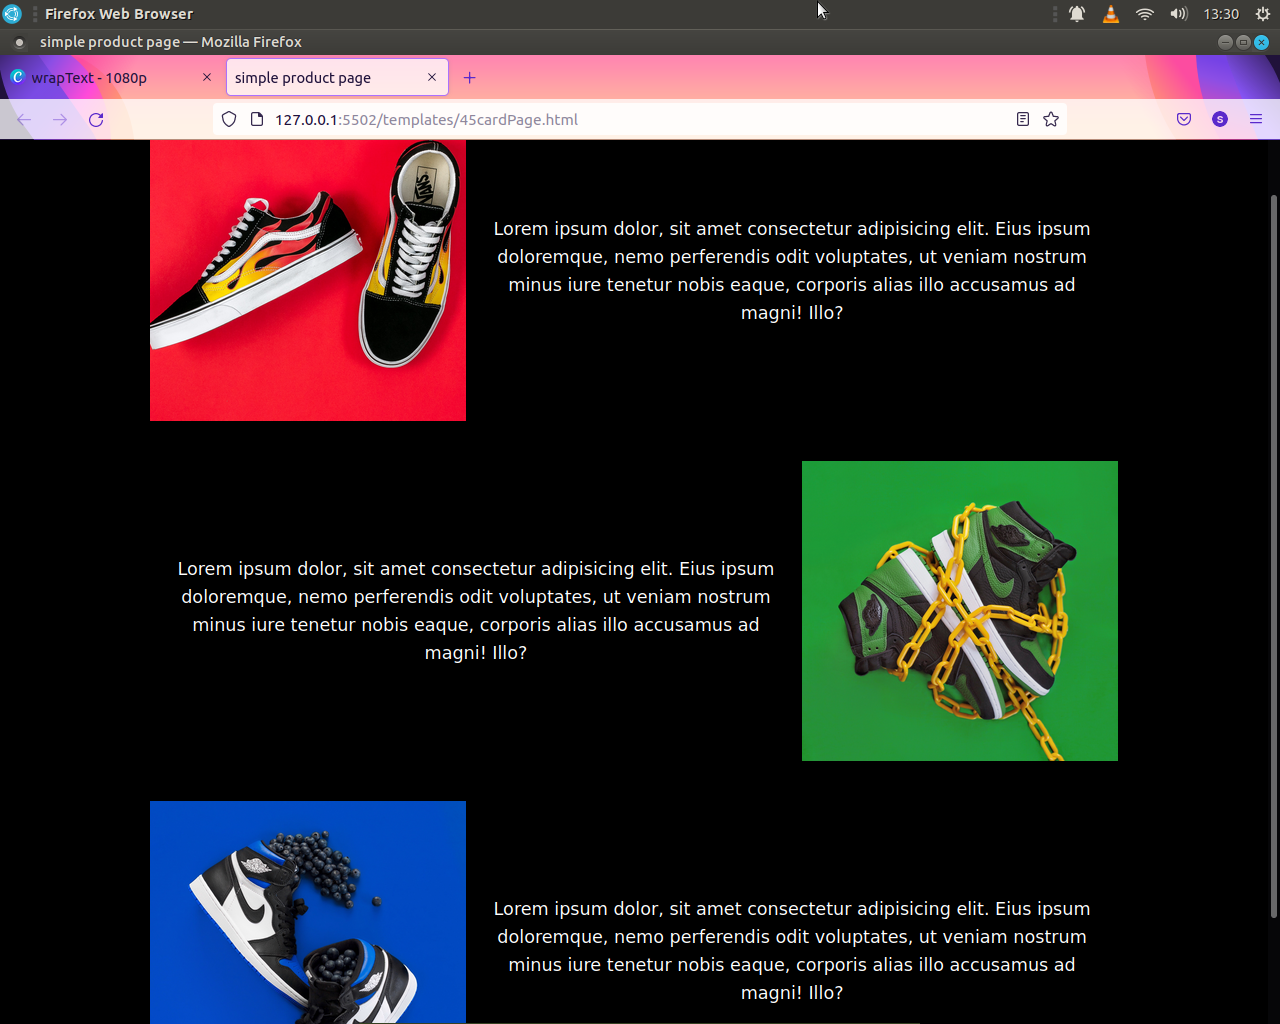 Firefox Web Browser
13:30
simple product page — Mozilla Firefox
wrapText - 1080p
simple product page
127.0.0.1:5502/templates/45cardPage.html
S
VANS
Lorem ipsum dolor, sit amet consectetur adipisicing elit. Eius ipsum
doloremque, nemo perferendis odit voluptates, ut veniam nostrum
minus iure tenetur nobis eaque, corporis alias illo accusamus ad
magni! Illo?
Lorem ipsum dolor, sit amet consectetur adipisicing elit. Eius ipsum
doloremque, nemo perferendis odit voluptates, ut veniam nostrum
minus iure tenetur nobis eaque, corporis alias illo accusamus ad
magni! Illo?
Lorem ipsum dolor, sit amet consectetur adipisicing elit. Eius ipsum
doloremque, nemo perferendis odit voluptates, ut veniam nostrum
minus iure tenetur nobis eaque, corporis alias illo accusamus ad
magni! Illo?